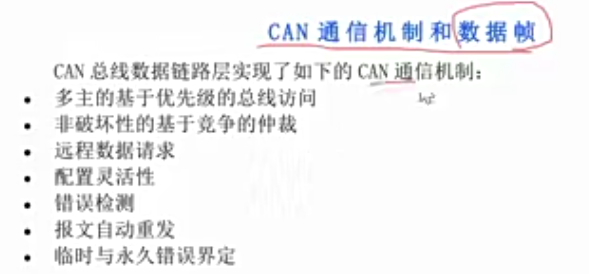 CAN 通信机制和数据帧
CAN 总线数据链路层实现了如下的 CAN 通信机制：
• 多主的基于优先级的总线访问
• 非破坏性的基于竞争的仲裁
• 远程数据请求
• 配置灵活性
• 错误检测
• 报文自动重发
• 临时与永久错误界定